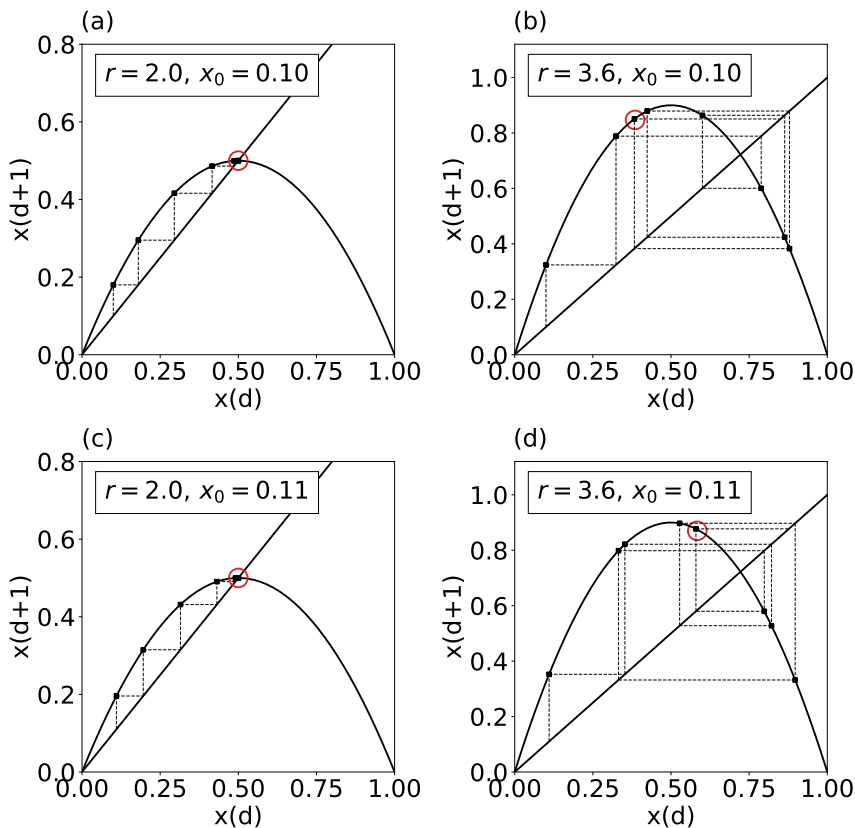 (a)
0.8
0.6
0.4
0.2
0.0
r = 2.0, x₀ = 0.10
x(d+1)
0.00 0.25 0.50 0.75 1.00
x(d)
(b)
1.0
0.8
0.6
0.4
0.2
0.0
r = 3.6, x₀ = 0.10
x(d+1)
0.00 0.25 0.50 0.75 1.00
x(d)
(c)
0.8
0.6
0.4
0.2
0.0
r = 2.0, x₀ = 0.11
x(d+1)
0.00 0.25 0.50 0.75 1.00
x(d)
(d)
1.0
0.8
0.6
0.4
0.2
0.0
r = 3.6, x₀ = 0.11
x(d+1)
0.00 0.25 0.50 0.75 1.00
x(d)